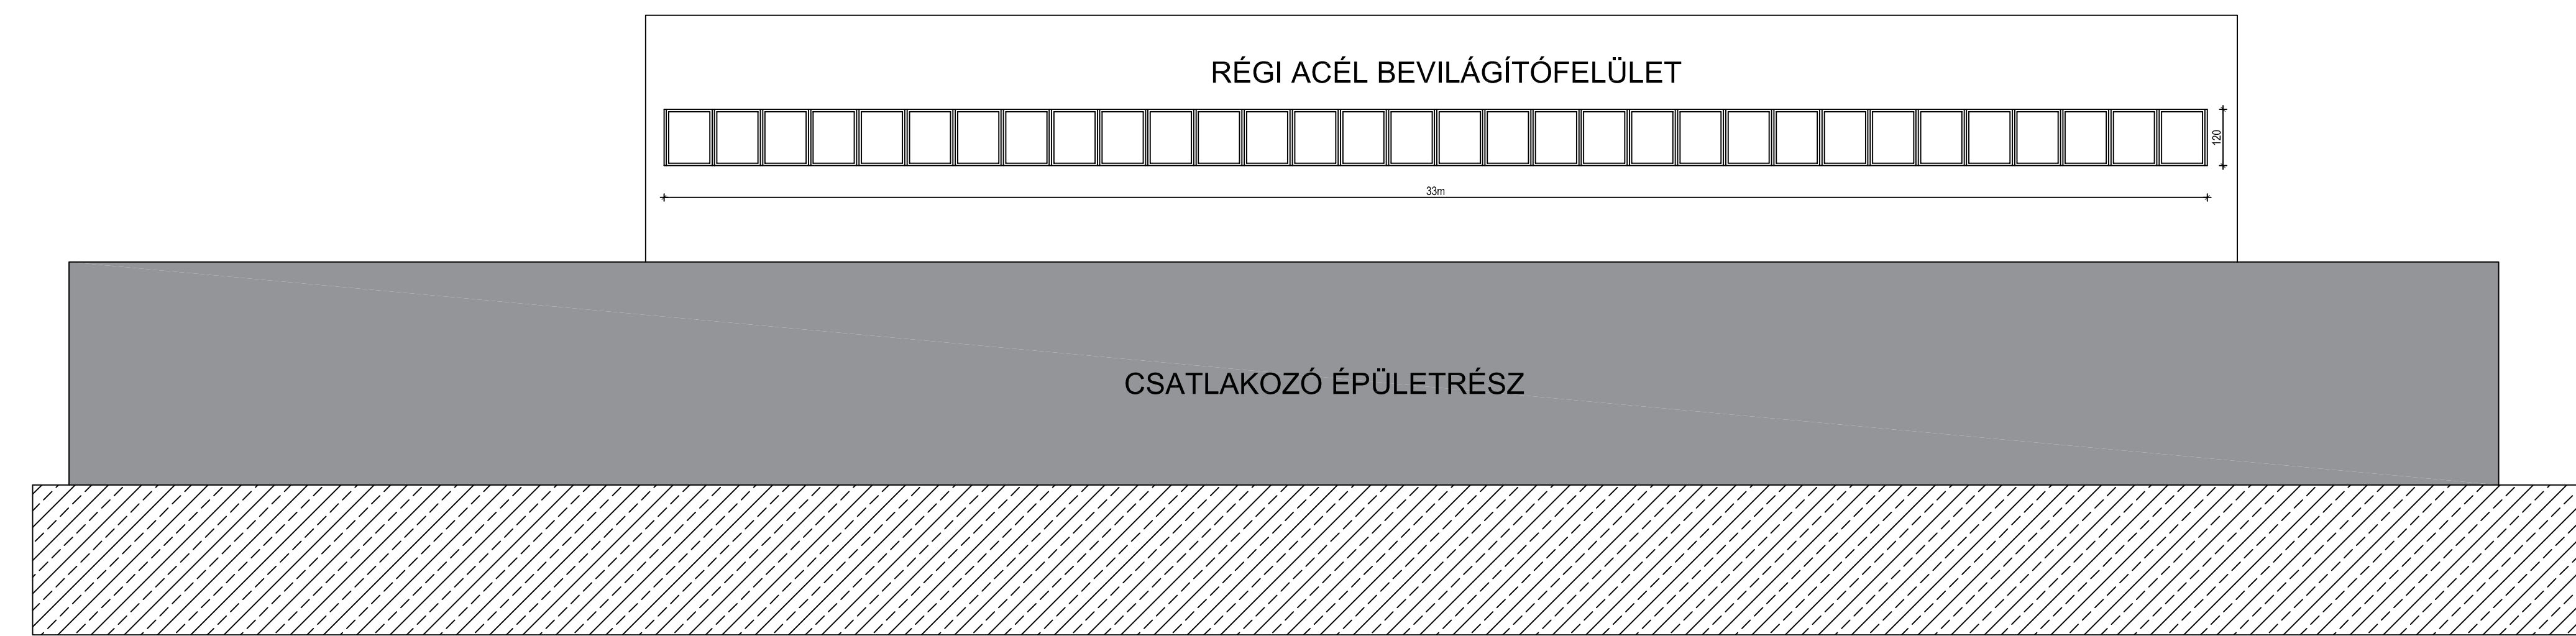 RÉGI ACÉL BEVILÁGÍTÓFELÜLET
120
33m
CSATLAKOZÓ ÉPÜLETRÉSZ